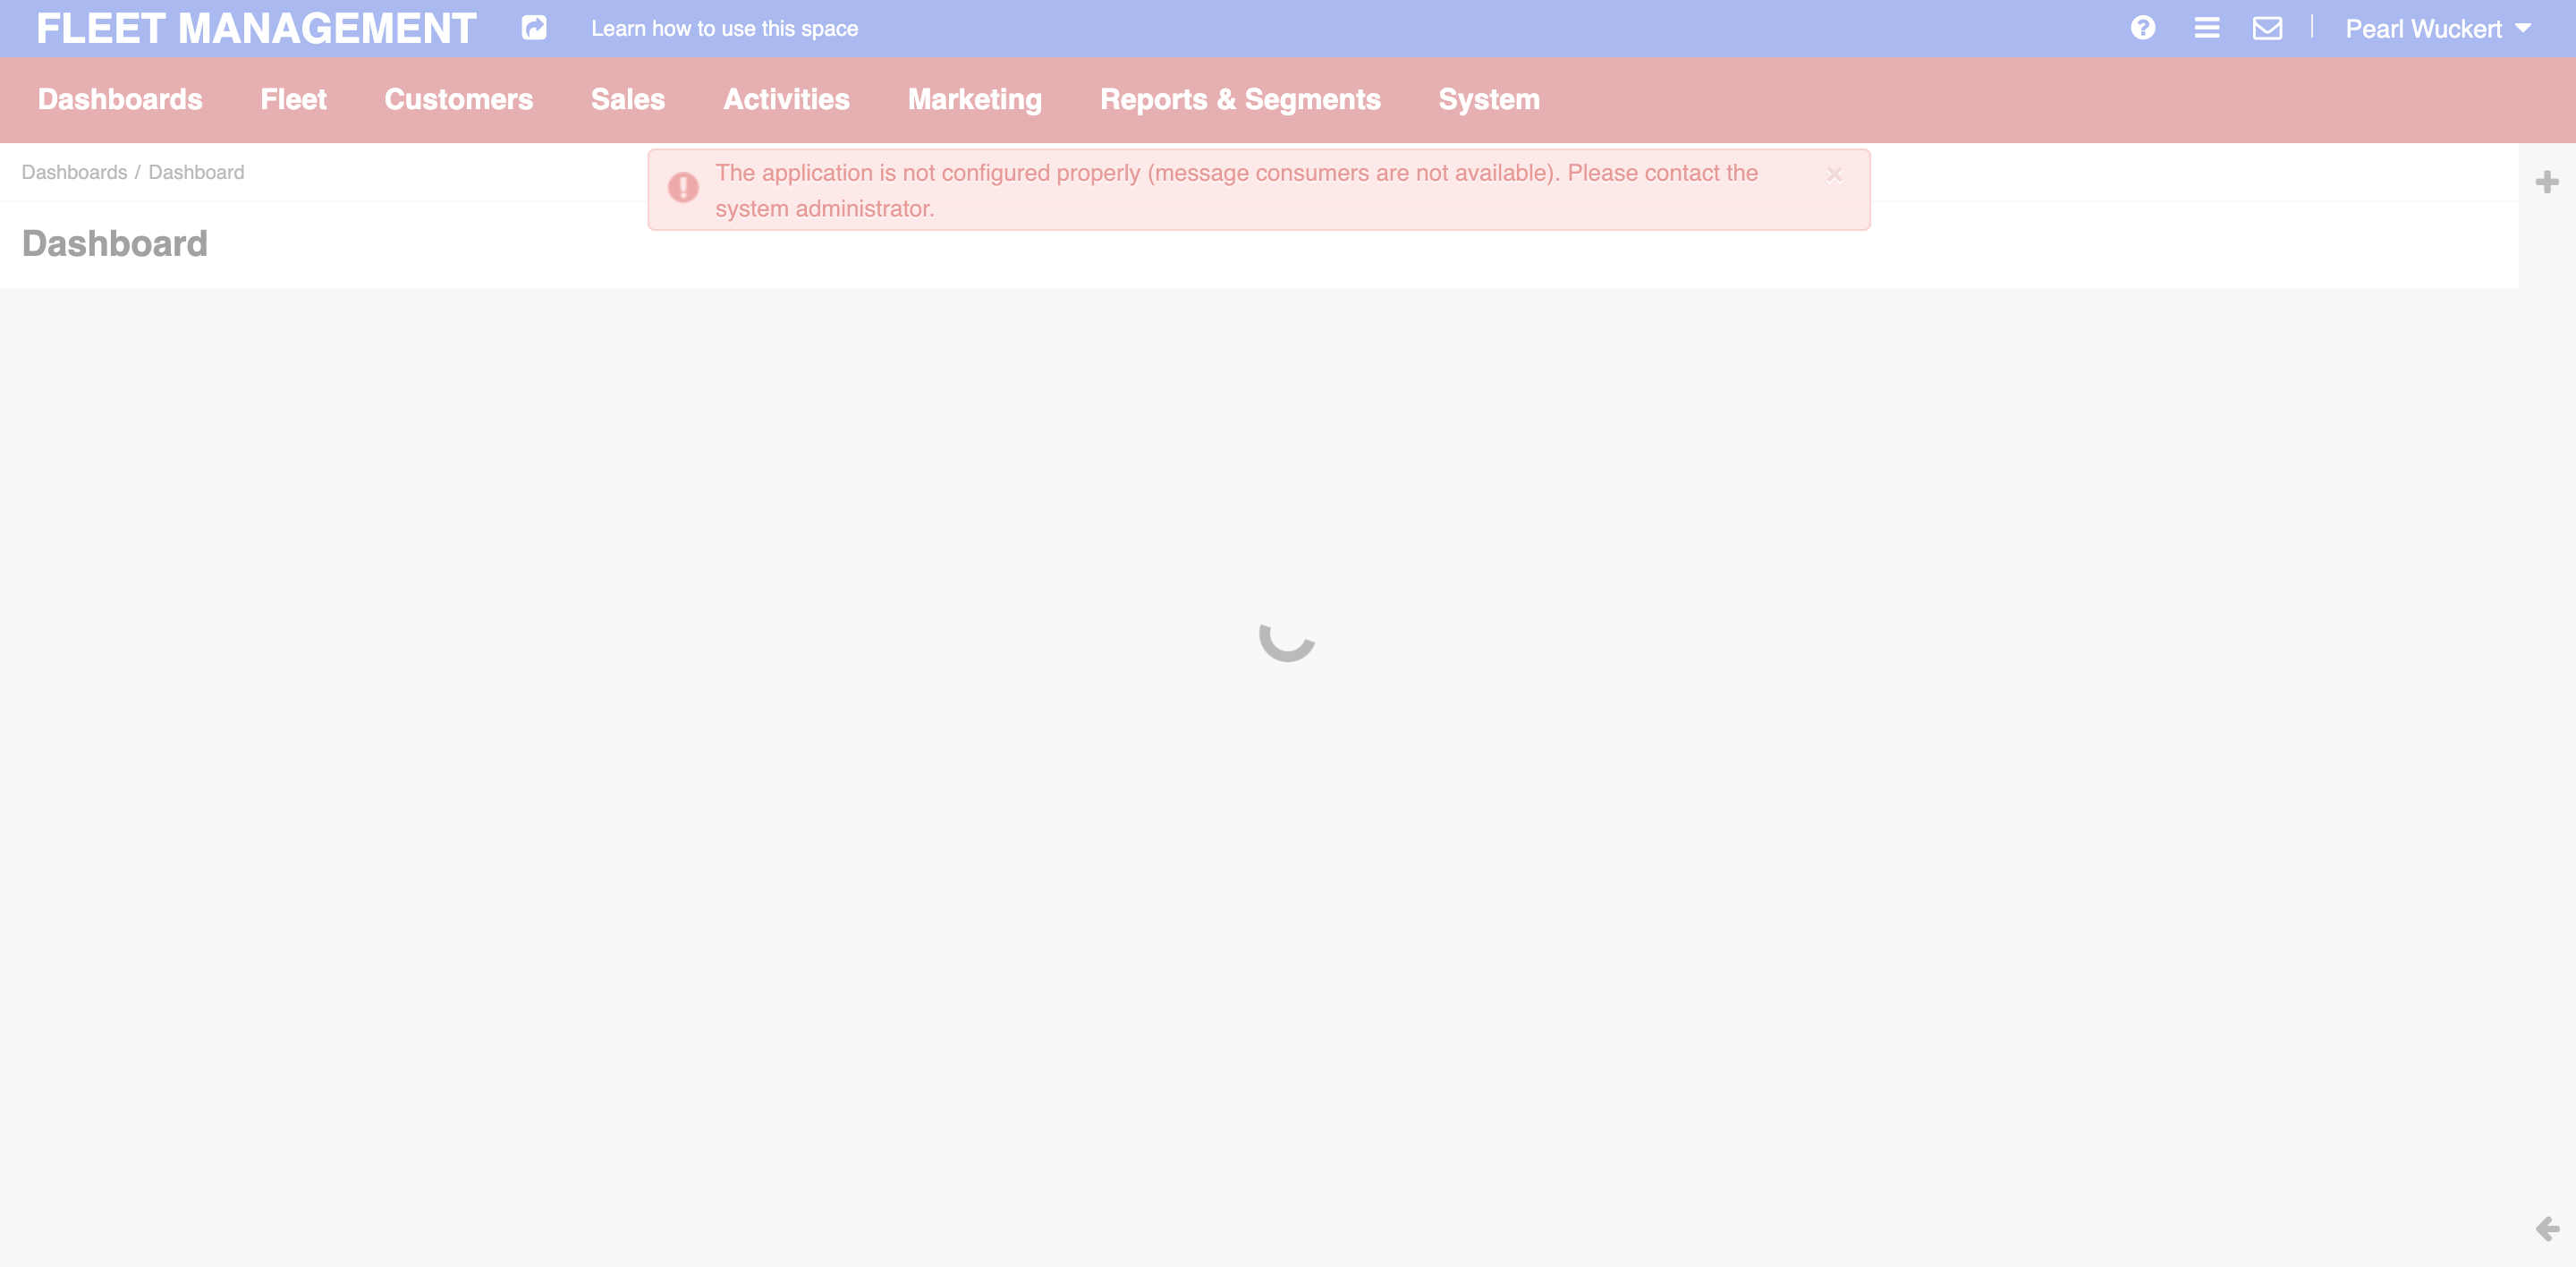 FLEET MANAGEMENT Learn how to use this space Pearl Wuckert
Dashboards Fleet Customers Sales Activities Marketing Reports & Segments System
Dashboards / Dashboard
The application is not configured properly (message consumers are not available). Please contact the
system administrator.
Dashboard